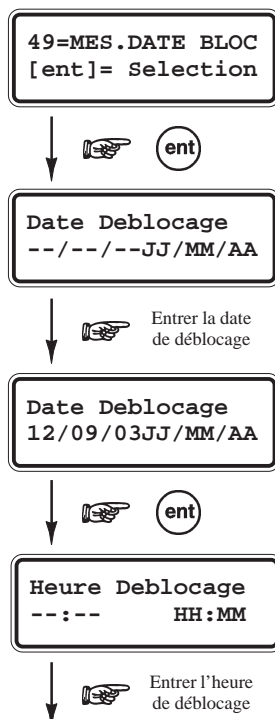 49=MES.DATE BLOC
[ent]= Selection
ent
Date Deblocage
--/--/--JJ/MM/AA
Entrer la date
de déblocage
Date Deblocage
12/09/03JJ/MM/AA
ent
Heure Deblocage
--:-- HH:MM
Entrer l'heure
de déblocage